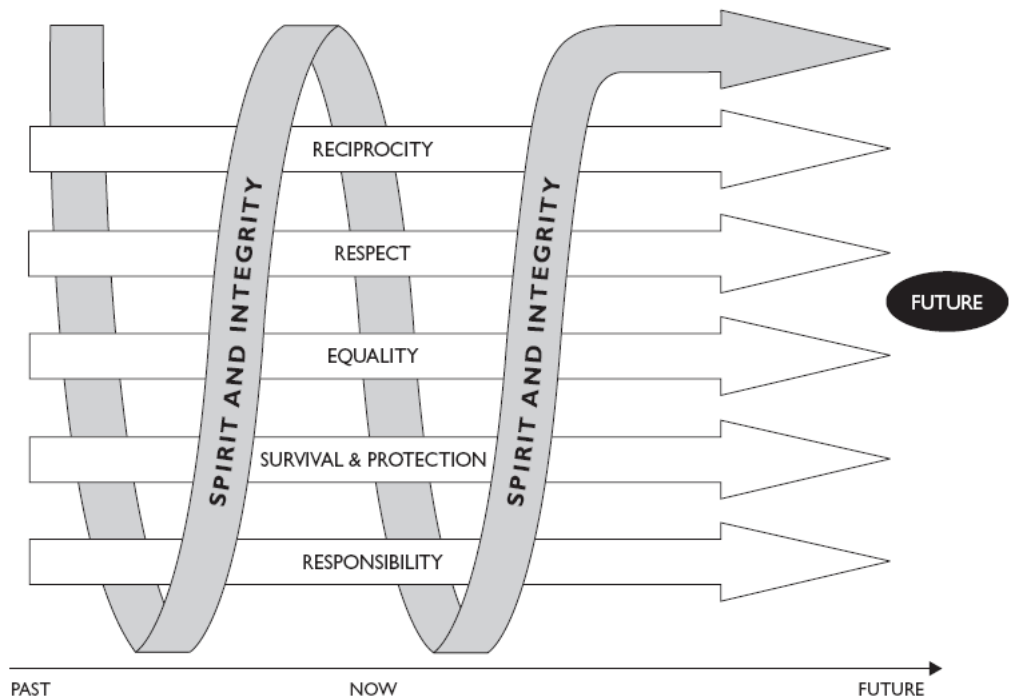 RECIPROCITY
RESPECT
EQUALITY
SURVIVAL & PROTECTION
RESPONSIBILITY
SPIRIT AND INTEGRITY
SPIRIT AND INTEGRITY
FUTURE
PAST
NOW
FUTURE